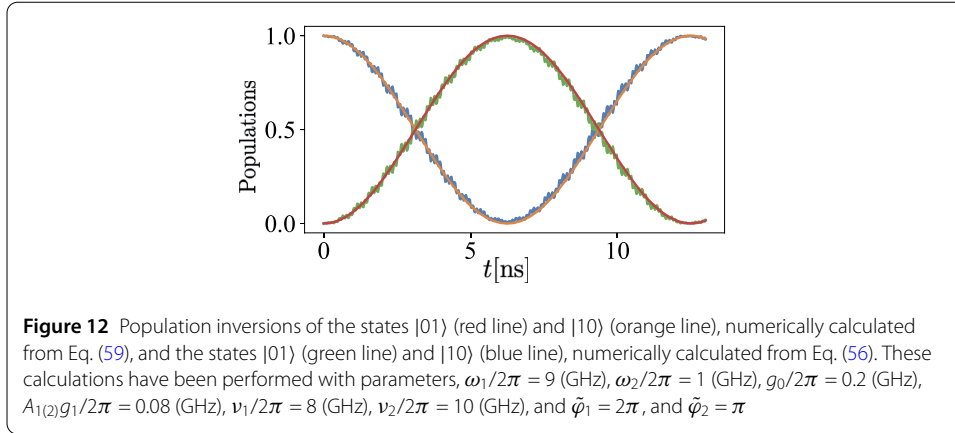 1.0
0.5
0.0
Populations
0 5 10
t[ns]
Figure 12 Population inversions of the states |01⟩ (red line) and |10⟩ (orange line), numerically calculated
from Eq. (59), and the states |01⟩ (green line) and |10⟩ (blue line), numerically calculated from Eq. (56). These
calculations have been performed with parameters, ω₁/2π = 9 (GHz), ω₂/2π = 1 (GHz), g₀/2π = 0.2 (GHz),
A₁₍₂₎g₁/2π = 0.08 (GHz), ν₁/2π = 8 (GHz), ν₂/2π = 10 (GHz), and φ̃₁ = 2π, and φ̃₂ = π